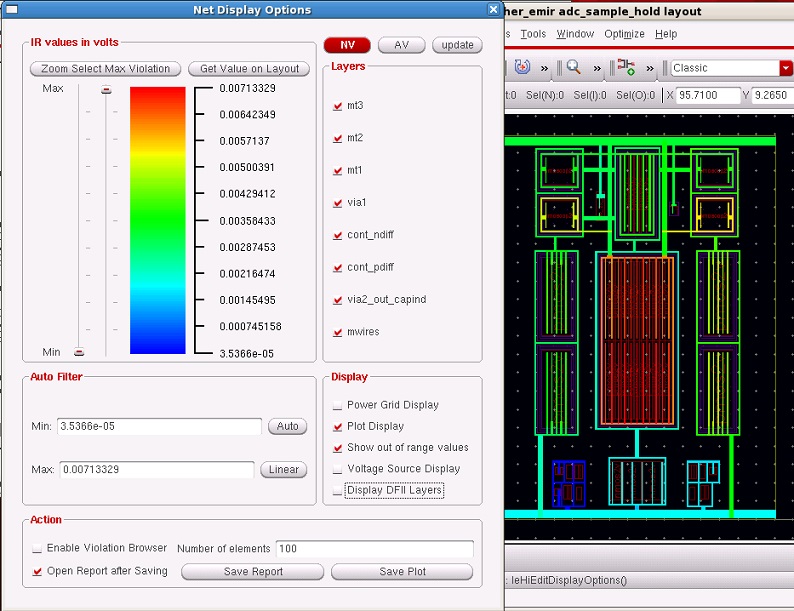 Net Display Options
IR values in volts
Zoom Select Max Violation
Get Value on Layout
Max
0.00713329
0.00642349
0.0057137
0.00500391
0.00429412
0.00358433
0.00287453
0.00216474
0.00145495
0.000745158
Min
3.5366e-05
NV
AV
update
Layers
mt3
mt2
mt1
via1
cont_ndiff
cont_pdiff
via2_out_capind
mwires
Auto Filter
Min: 3.5366e-05
Auto
Max: 0.00713329
Linear
Display
Power Grid Display
Plot Display
Show out of range values
Voltage Source Display
Display DFII Layers
Action
Enable Violation Browser
Number of elements 100
Open Report after Saving
Save Report
Save Plot
her_emir adc_sample_hold layout
s Tools Window Optimize Help
» » »
Classic
t:0 Sel(N):0 Sel(I):0 Sel(O):0 X 95.7100 Y 9.2650
: leHiEditDisplayOptions()